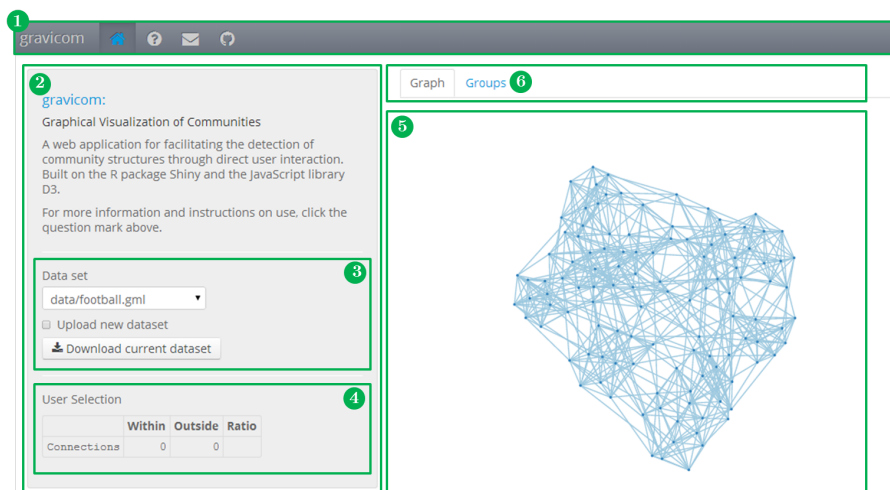 1
gravicom
2
gravicom:
Graphical Visualization of Communities
A web application for facilitating the detection of
community structures through direct user interaction.
Built on the R package Shiny and the JavaScript library
D3.
For more information and instructions on use, click the
question mark above.
3
Data set
data/football.gml
Upload new dataset
Download current dataset
4
User Selection
Within Outside Ratio
Connections 0 0
Graph Groups 6
5